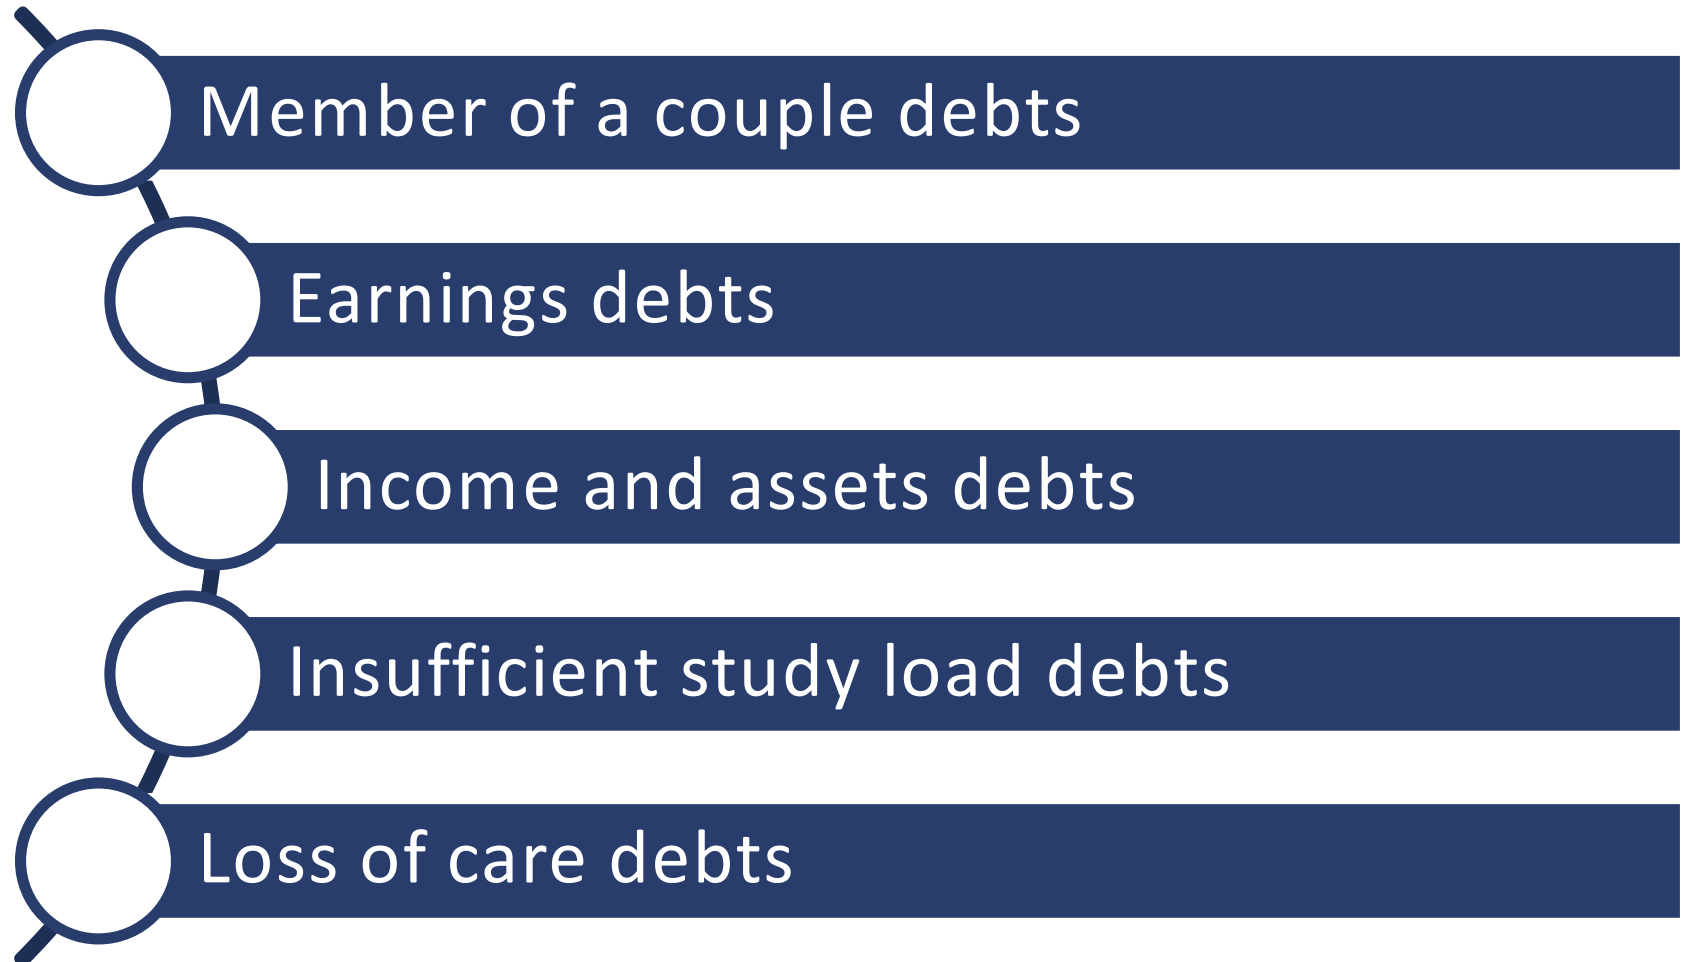 Member of a couple debts
Earnings debts
Income and assets debts
Insufficient study load debts
Loss of care debts